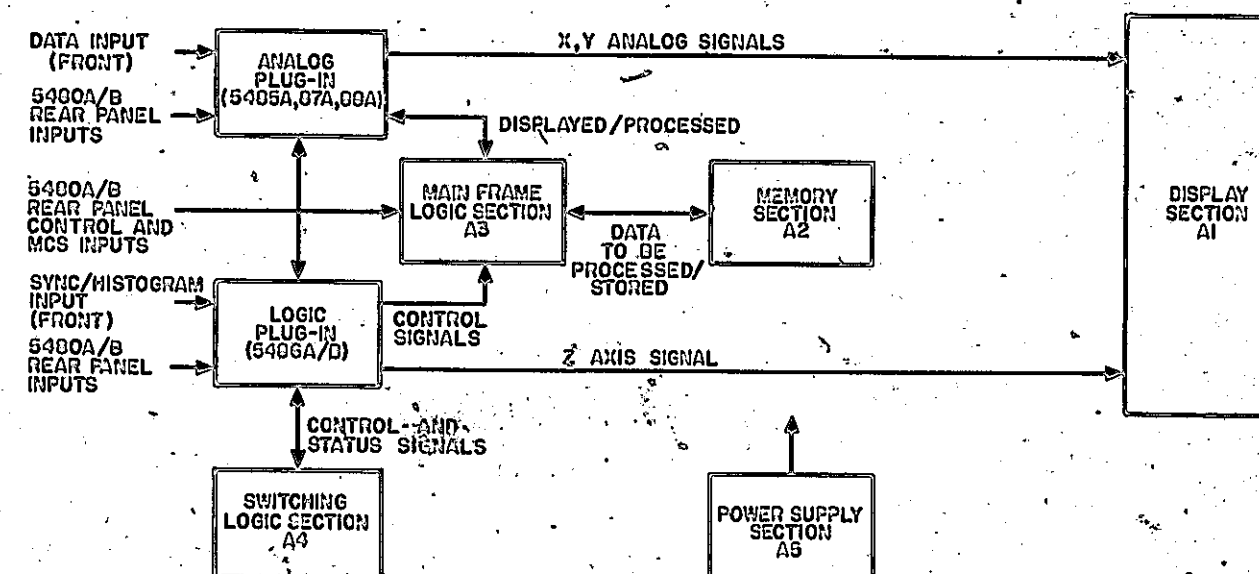 DATA INPUT
(FRONT)
5400A/B
REAR PANEL
INPUTS
ANALOG
PLUG-IN
(5405A,07A,08A)
X,Y ANALOG SIGNALS
DISPLAYED/PROCESSED
5400A/B
REAR PANEL
CONTROL AND
MCS INPUTS
MAIN FRAME
LOGIC SECTION
A3
DATA
TO BE
PROCESSED/
STORED
MEMORY
SECTION
A2
DISPLAY
SECTION
A1
SYNC/HISTOGRAM
INPUT
(FRONT)
5400A/B
REAR PANEL
INPUTS
LOGIC
PLUG-IN
(5406A/B)
CONTROL
SIGNALS
Z AXIS SIGNAL
CONTROL AND
STATUS SIGNALS
SWITCHING
LOGIC SECTION
A4
POWER SUPPLY
SECTION
A5